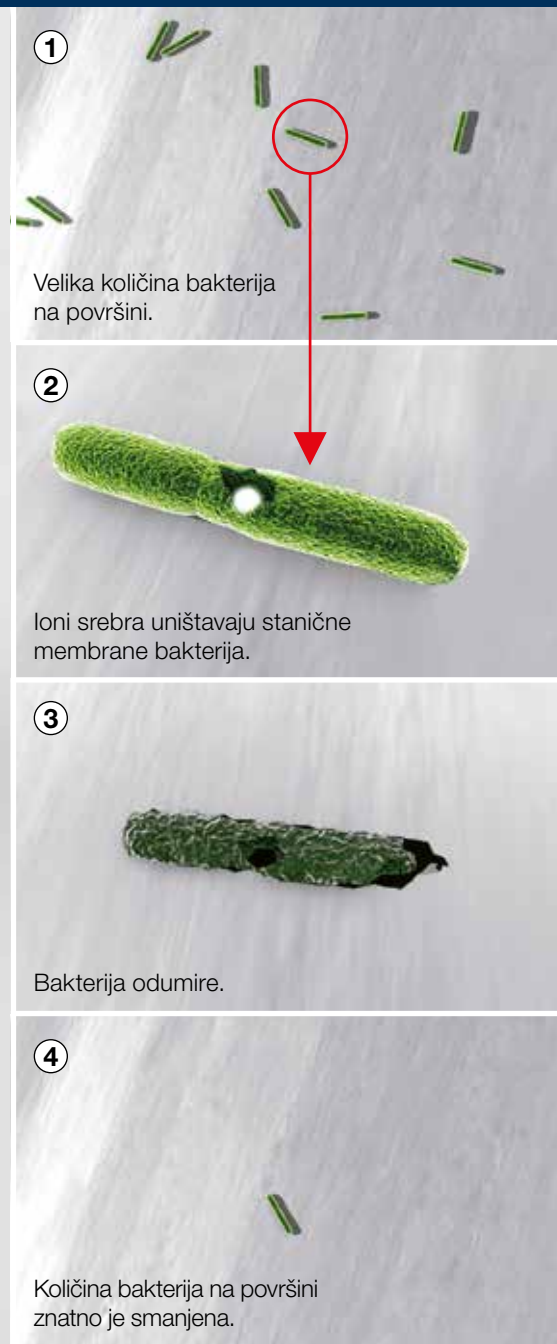 1
Velika količina bakterija
na površini.
2
Ioni srebra uništavaju stanične
membrane bakterija.
3
Bakterija odumire.
4
Količina bakterija na površini
znatno je smanjena.